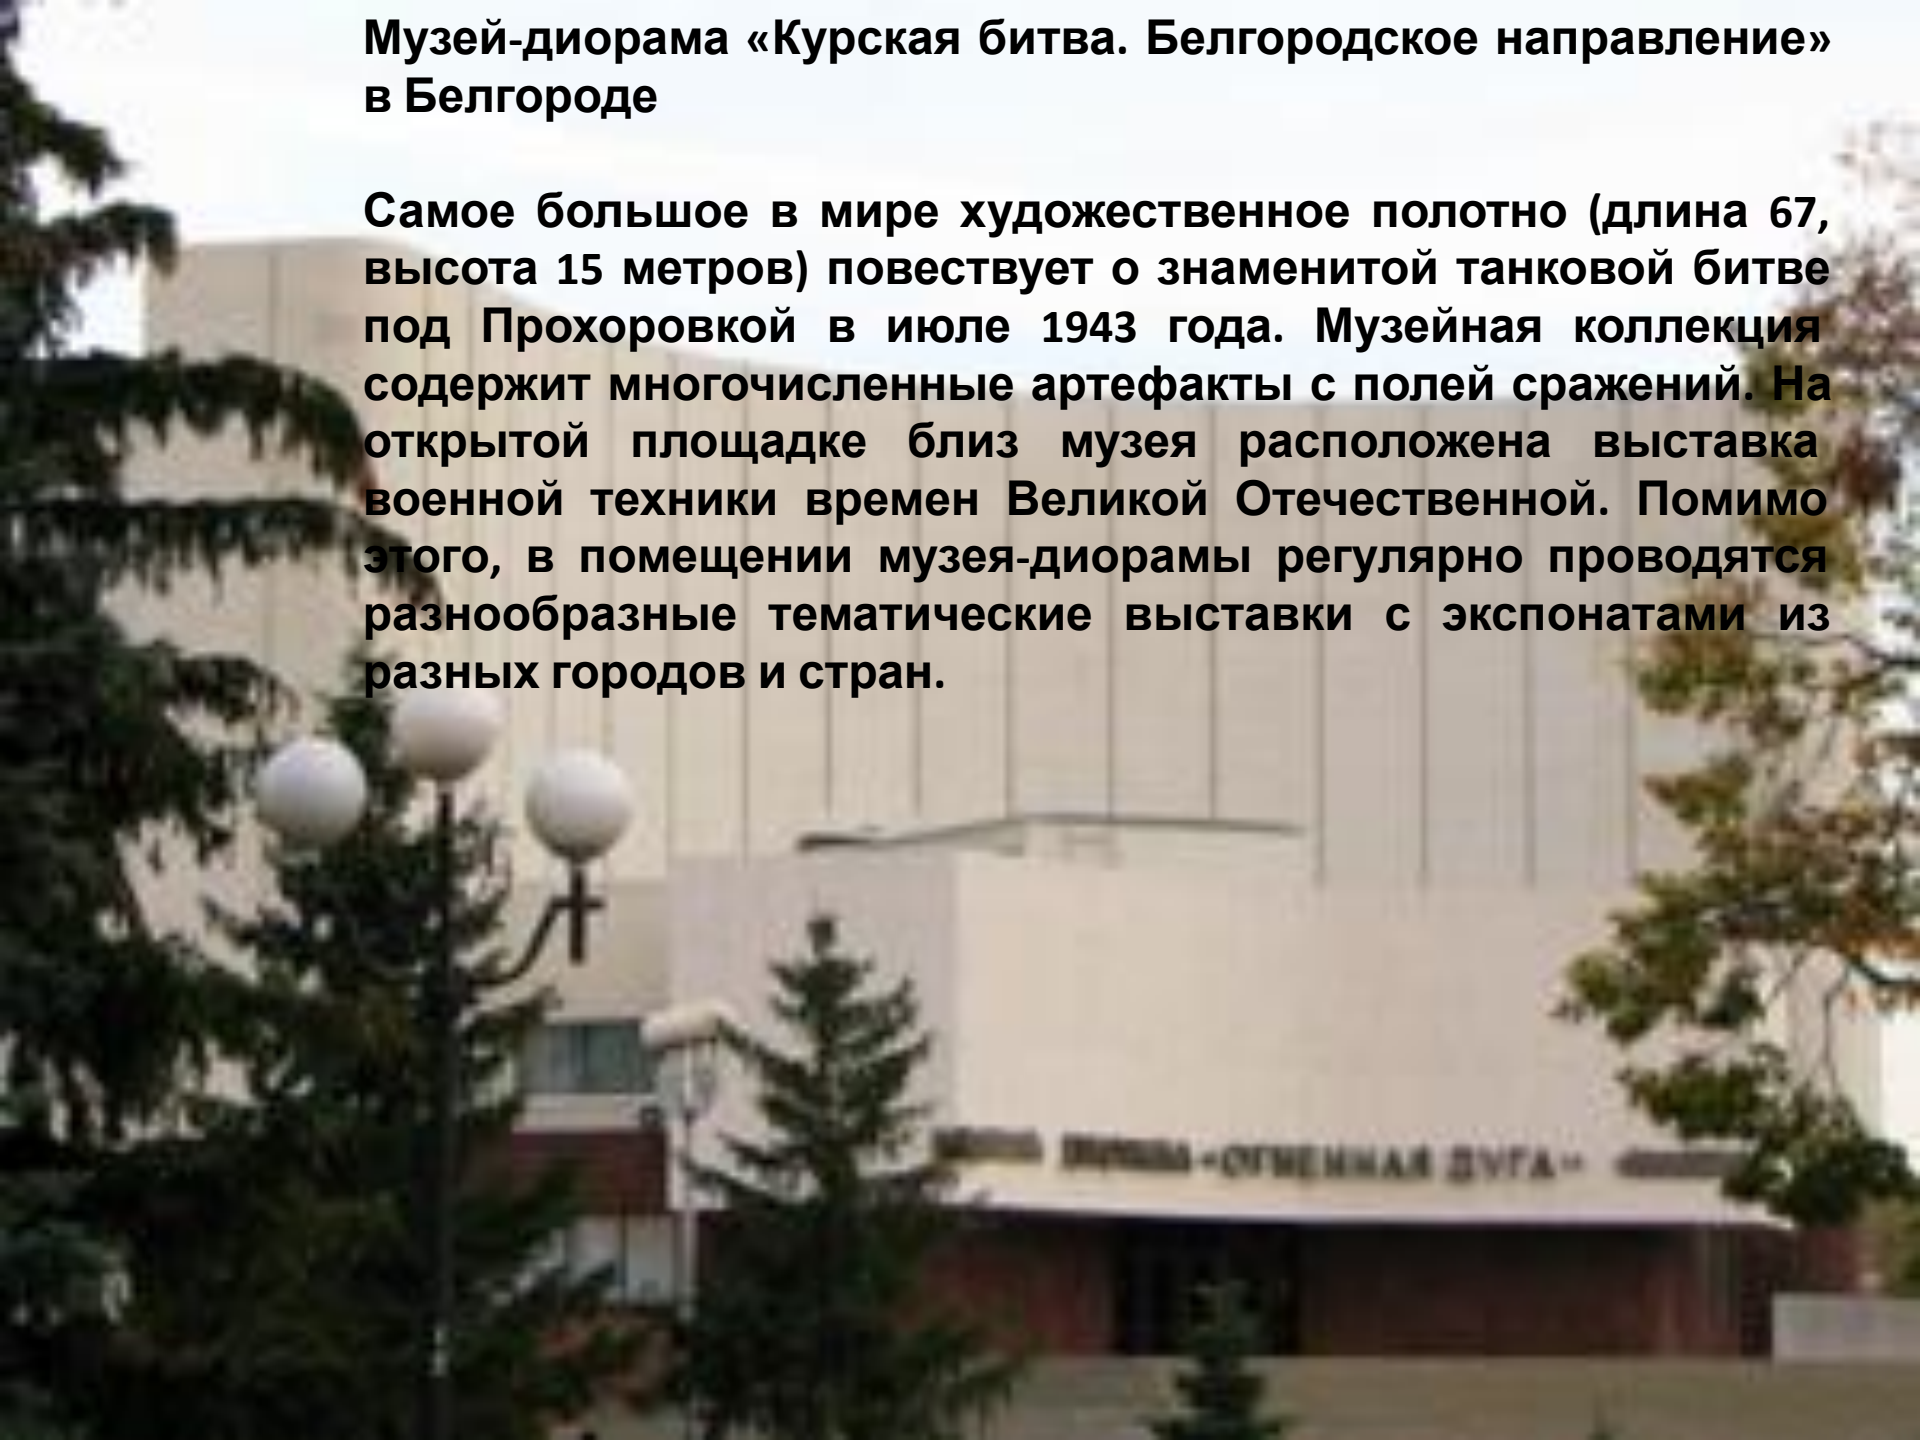 Музей-диорама «Курская битва. Белгородское направление»
в Белгороде
Самое большое в мире художественное полотно (длина 67,
высота 15 метров) повествует о знаменитой танковой битве
под Прохоровкой в июле 1943 года. Музейная коллекция
содержит многочисленные артефакты с полей сражений. На
открытой площадке близ музея расположена выставка
военной техники времен Великой Отечественной. Помимо
этого, в помещении музея-диорамы регулярно проводятся
разнообразные тематические выставки с экспонатами из
разных городов и стран.
«ОГНЕННАЯ ДУГА»